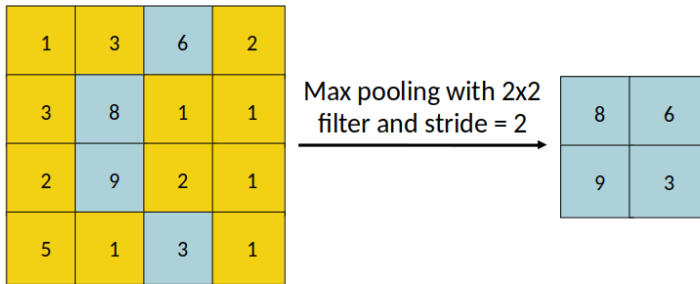 1 3 6 2
3 8 1 1
2 9 2 1
5 1 3 1
Max pooling with 2x2
filter and stride = 2
8 6
9 3